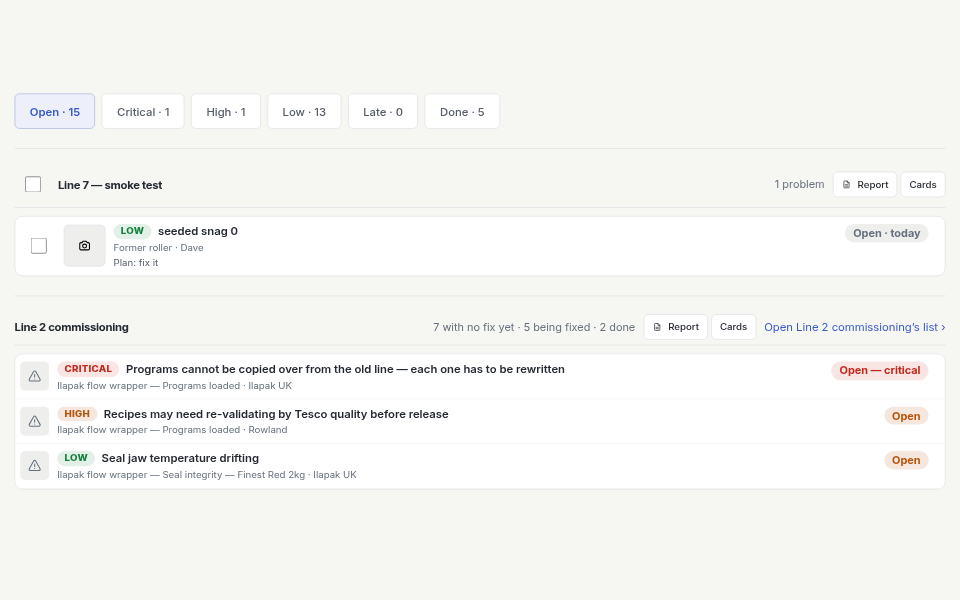 Open · 15
Critical · 1
High · 1
Low · 13
Late · 0
Done · 5
Line 7 — smoke test
1 problem
Report
Cards
LOW seeded snag 0
Open · today
Former roller · Dave
Plan: fix it
Line 2 commissioning
7 with no fix yet · 5 being fixed · 2 done
Report
Cards
Open Line 2 commissioning's list ›
CRITICAL Programs cannot be copied over from the old line — each one has to be rewritten
Open — critical
Ilapak flow wrapper — Programs loaded · Ilapak UK
HIGH Recipes may need re-validating by Tesco quality before release
Open
Ilapak flow wrapper — Programs loaded · Rowland
LOW Seal jaw temperature drifting
Open
Ilapak flow wrapper — Seal integrity — Finest Red 2kg · Ilapak UK